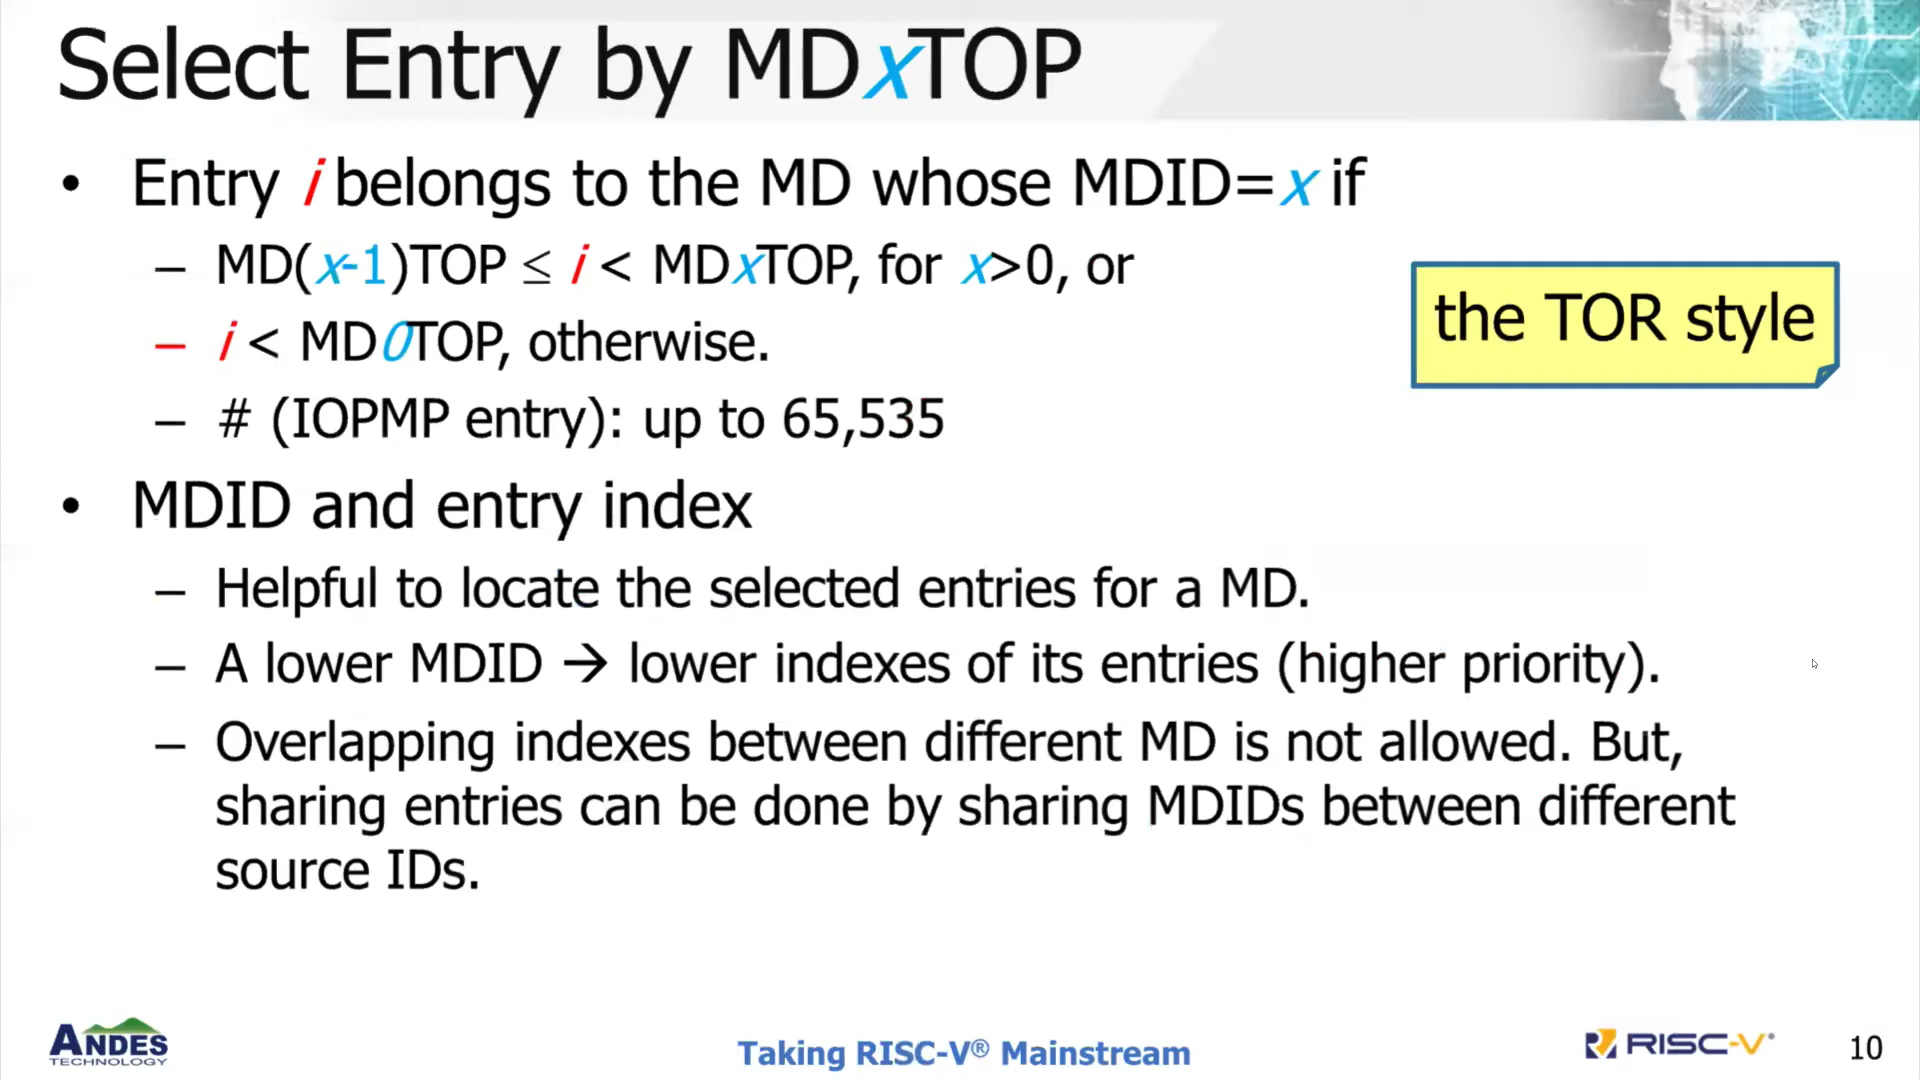 Select Entry by MDxTOP
• Entry i belongs to the MD whose MDID=x if
– MD(x-1)TOP ≤ i < MDxTOP, for x>0, or
– i < MD0TOP, otherwise.
– # (IOPMP entry): up to 65,535
the TOR style
• MDID and entry index
– Helpful to locate the selected entries for a MD.
– A lower MDID → lower indexes of its entries (higher priority).
– Overlapping indexes between different MD is not allowed. But,
sharing entries can be done by sharing MDIDs between different
source IDs.
ANDES
TECHNOLOGY
Taking RISC-V® Mainstream
RISC-V
10